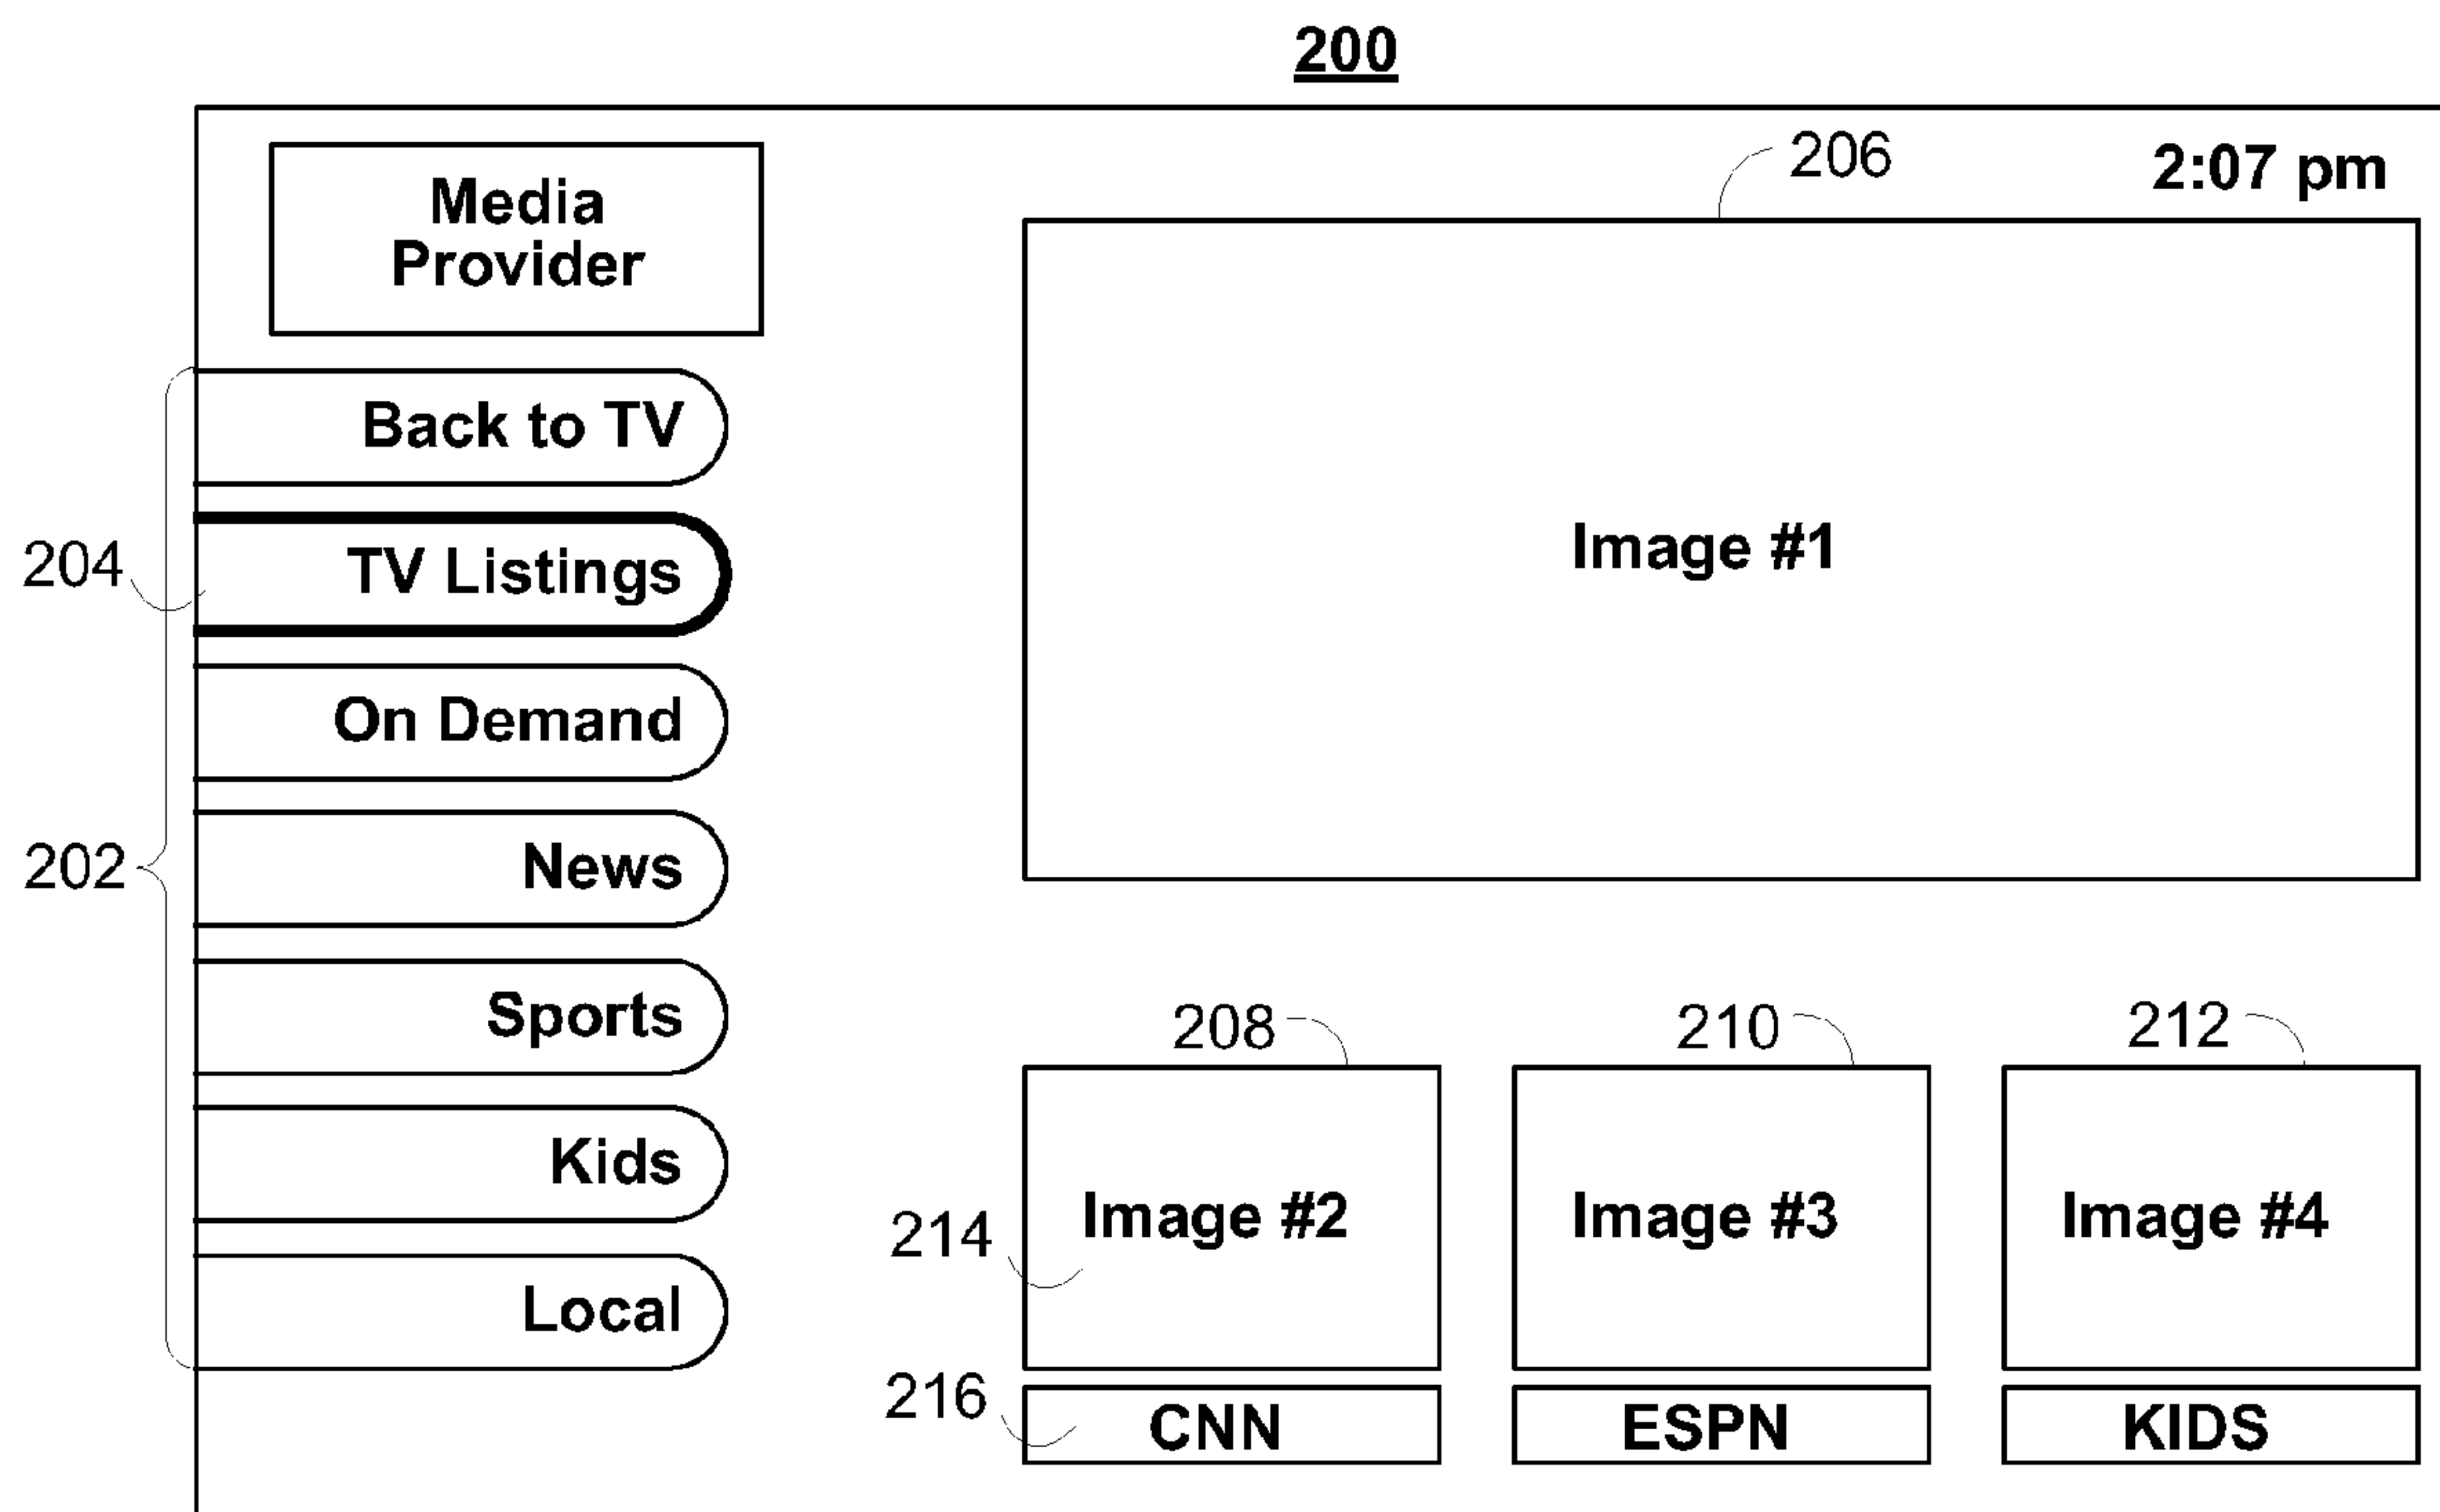 200
206
2:07 pm
Media
Provider
Back to TV
204
TV Listings
Image #1
On Demand
202
News
Sports
Kids
Local
208
210
212
214
Image #2
Image #3
Image #4
216
CNN
ESPN
KIDS